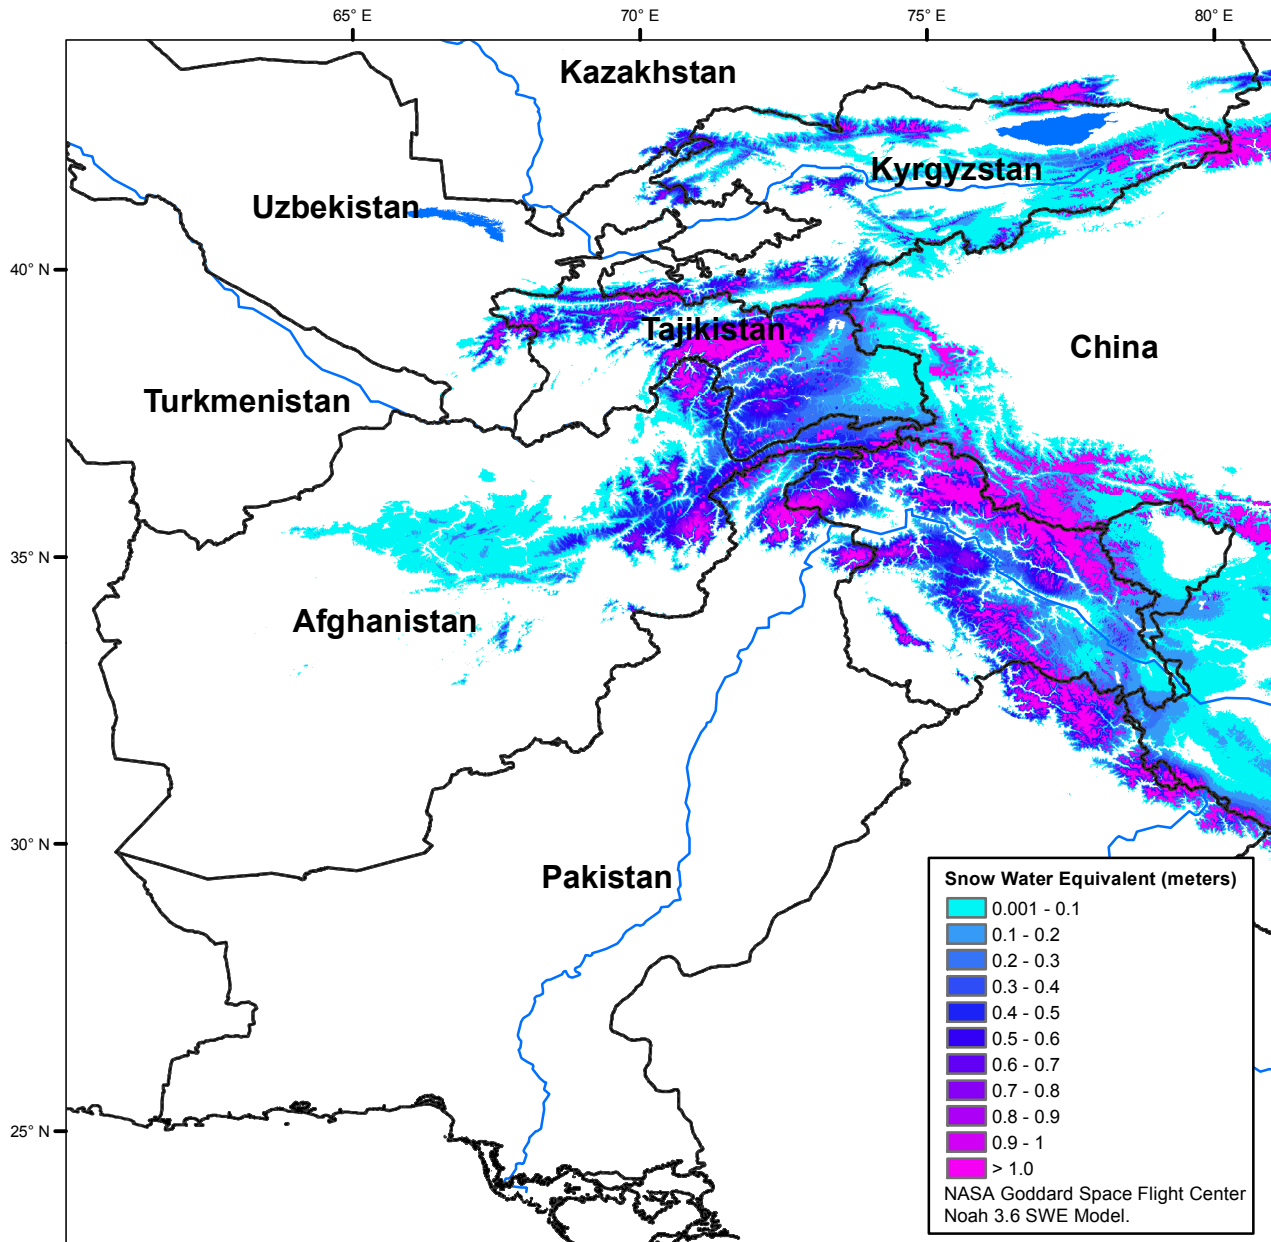 65° E
70° E
75° E
80° E
Kazakhstan
Kyrgyzstan
Uzbekistan
40° N
Tajikistan
China
Turkmenistan
35° N
Afghanistan
30° N
Pakistan
25° N
Snow Water Equivalent (meters)
0.001 - 0.1
0.1 - 0.2
0.2 - 0.3
0.3 - 0.4
0.4 - 0.5
0.5 - 0.6
0.6 - 0.7
0.7 - 0.8
0.8 - 0.9
0.9 - 1
> 1.0
NASA Goddard Space Flight Center
Noah 3.6 SWE Model.